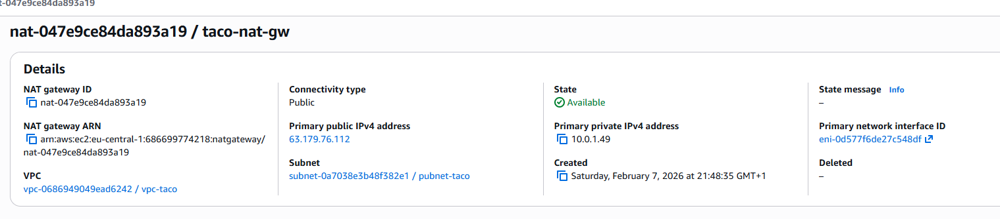 t-047e9ce84da893a19
nat-047e9ce84da893a19 / taco-nat-gw
Details
NAT gateway ID
nat-047e9ce84da893a19
NAT gateway ARN
arn:aws:ec2:eu-central-1:686699774218:natgateway/
nat-047e9ce84da893a19
VPC
vpc-0686949049ead6242 / vpc-taco
Connectivity type
Public
Primary public IPv4 address
63.179.76.112
Subnet
subnet-0a7038e3b48f382e1 / pubnet-taco
State
Available
Primary private IPv4 address
10.0.1.49
Created
Saturday, February 7, 2026 at 21:48:35 GMT+1
State message Info
–
Primary network interface ID
eni-0d577f6de27c548df
Deleted
–